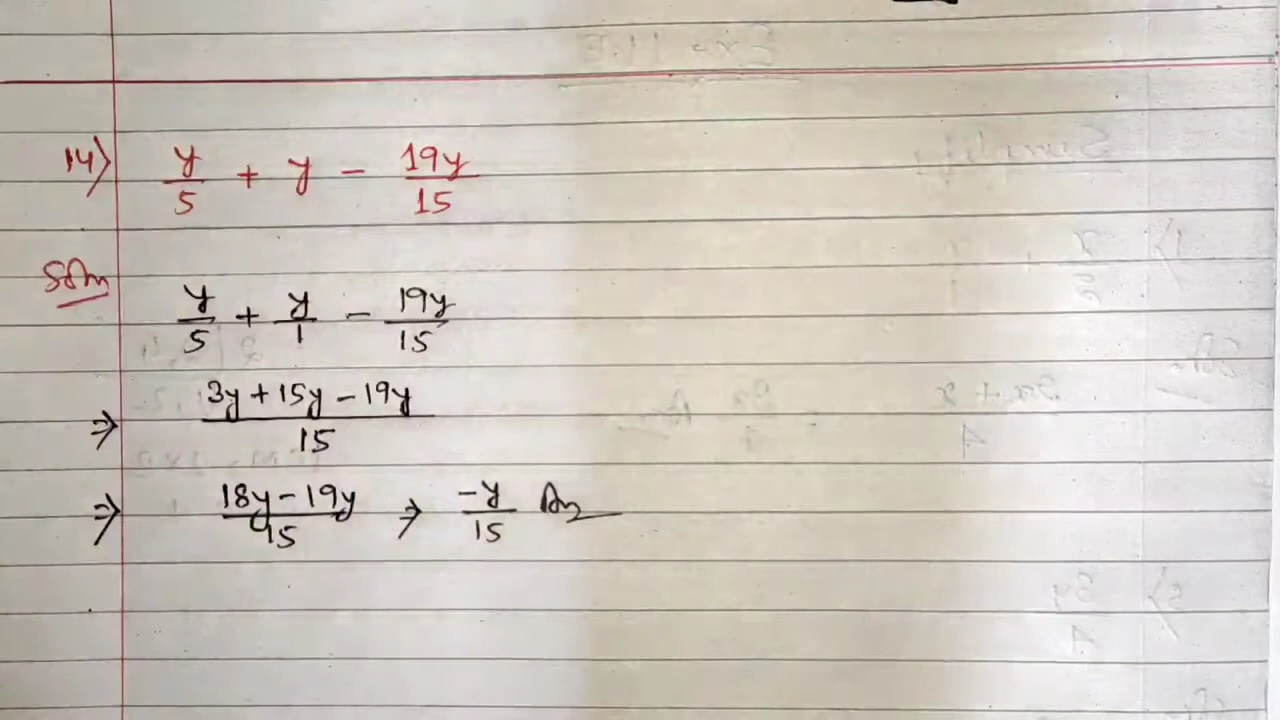 14) y/5 + y - 19y/15
Soln
y/5 + y/1 - 19y/15
⇒ 3y + 15y - 19y/15
⇒ 18y - 19y/15 ⇒ -y/15 Ans